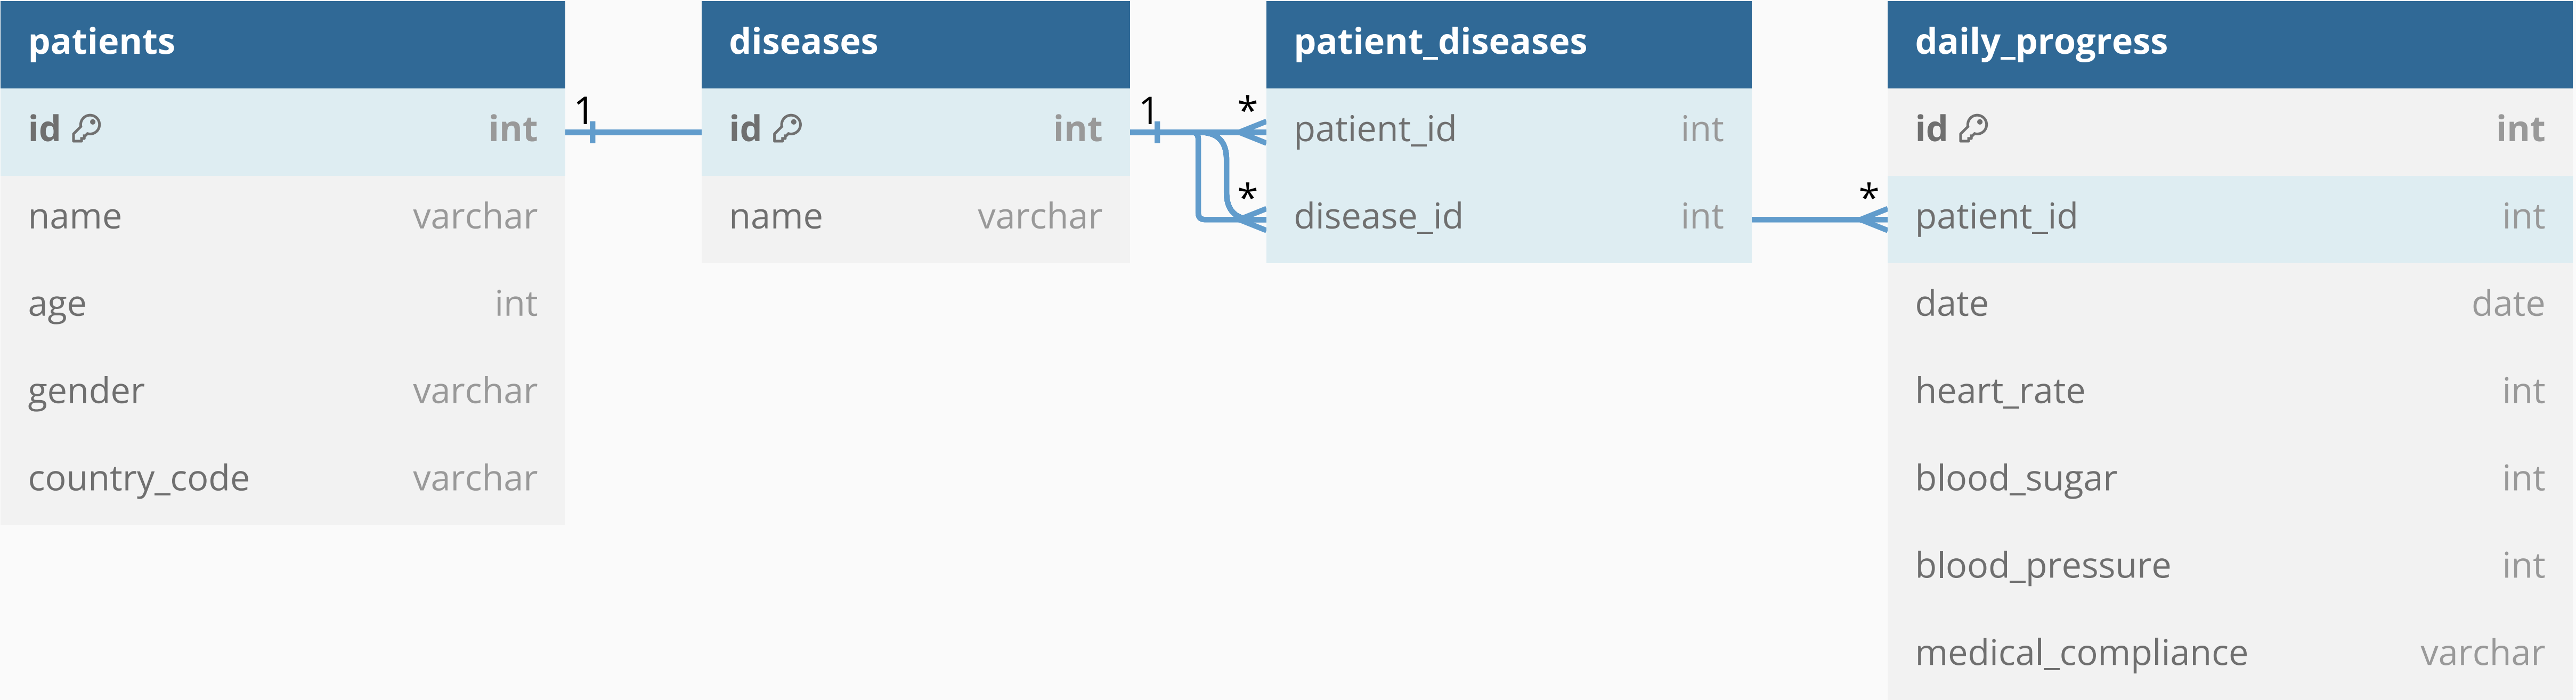 patients
id int
name varchar
age int
gender varchar
country_code varchar
1
diseases
id int
name varchar
1
*
*
patient_diseases
patient_id int
disease_id int
*
daily_progress
id int
patient_id int
date date
heart_rate int
blood_sugar int
blood_pressure int
medical_compliance varchar